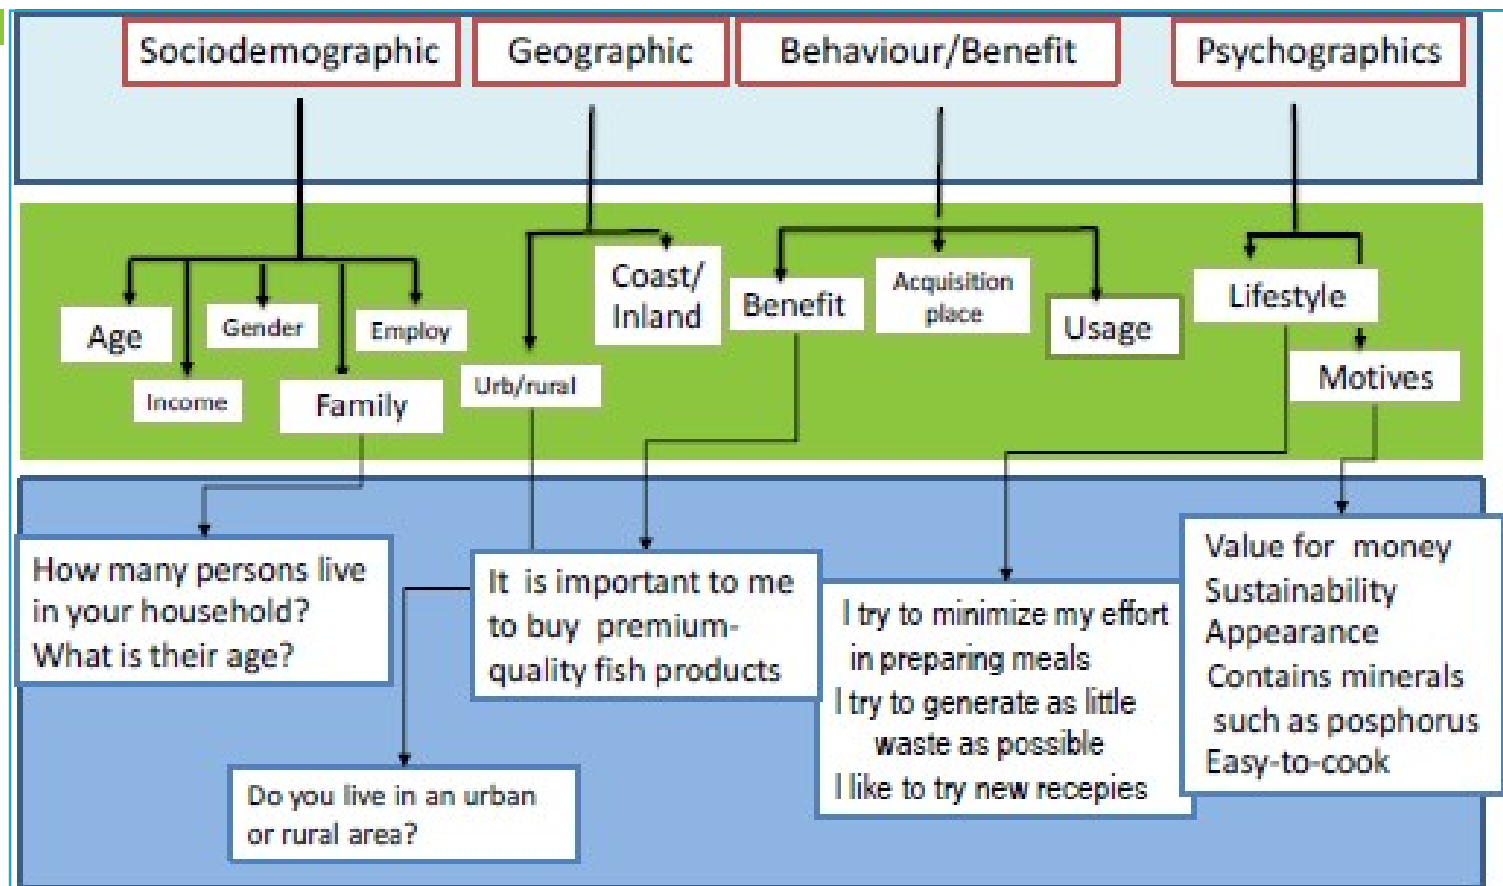 Sociodemographic
Geographic
Behaviour/Benefit
Psychographics
Age
Income
Gender
Family
Employ
Urb/rural
Coast/
Inland
Benefit
Acquisition
place
Usage
Lifestyle
Motives
How many persons live
in your household?
What is their age?
Do you live in an urban
or rural area?
It is important to me
to buy premium-
quality fish products
I try to minimize my effort
in preparing meals
I try to generate as little
waste as possible
I like to try new recepies
Value for money
Sustainability
Appearance
Contains minerals
such as posphorus
Easy-to-cook